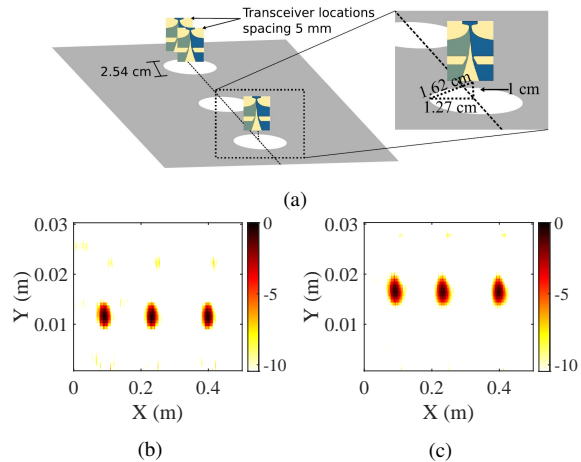 Transceiver locations
spacing 5 mm
2.54 cm
1.62 cm
1 cm
1.27 cm
(a)
0.03
0.02
0.01
Y (m)
0
0.2
0.4
X (m)
0
-5
-10
(b)
0.03
0.02
0.01
Y (m)
0
0.2
0.4
X (m)
0
-5
-10
(c)